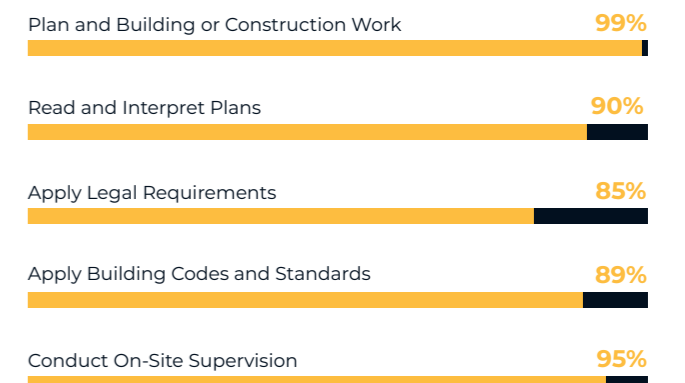 Plan and Building or Construction Work 99%
Read and Interpret Plans 90%
Apply Legal Requirements 85%
Apply Building Codes and Standards 89%
Conduct On-Site Supervision 95%